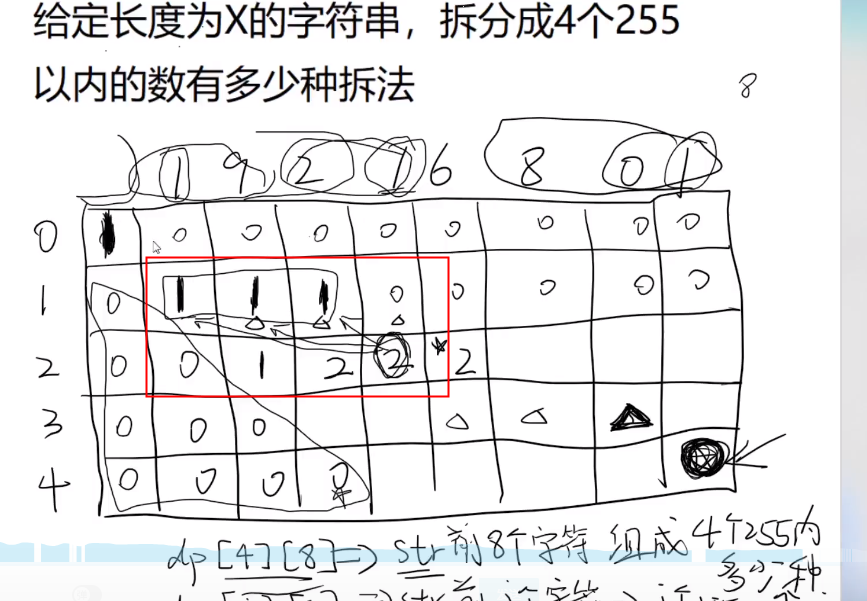 给定长度为X的字符串，拆分成4个255
以内的数有多少种拆法
8
1 9 2 1 6 8 0 1
0 1 0 0 0 0 0 0 0 0
1 0 1 1 1 0 0 0 0 0
2 0 0 1 2 2 2
3 0 0 0
4 0 0 0 0
dp[4][8]=>str前8个字符 组成4个255内
多少种